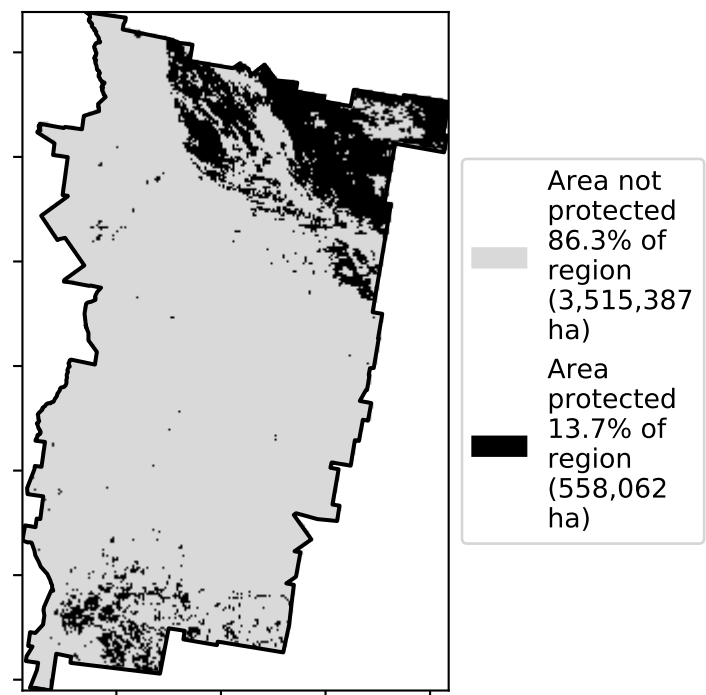 Area not
protected
86.3% of
region
(3,515,387
ha)
Area
protected
13.7% of
region
(558,062
ha)